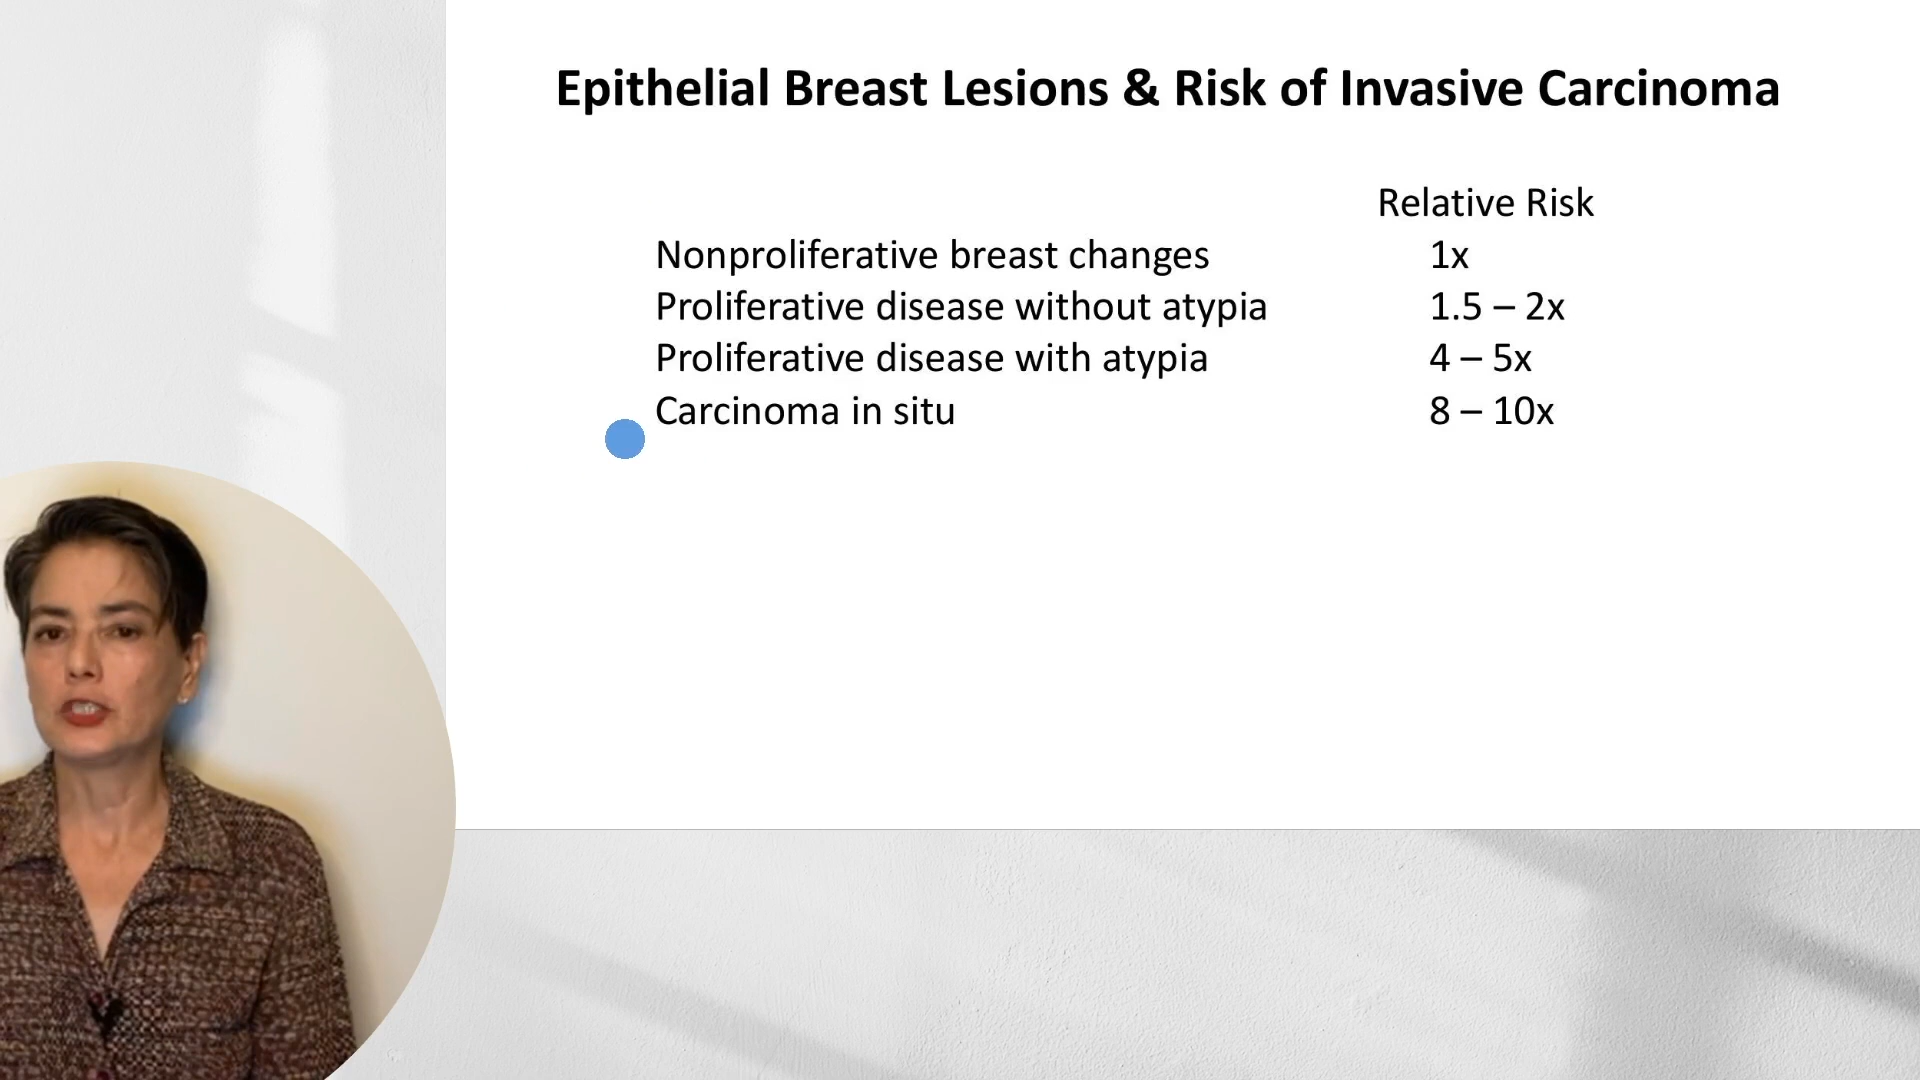 Epithelial Breast Lesions & Risk of Invasive Carcinoma
Relative Risk
Nonproliferative breast changes 1x
Proliferative disease without atypia 1.5 – 2x
Proliferative disease with atypia 4 – 5x
Carcinoma in situ 8 – 10x